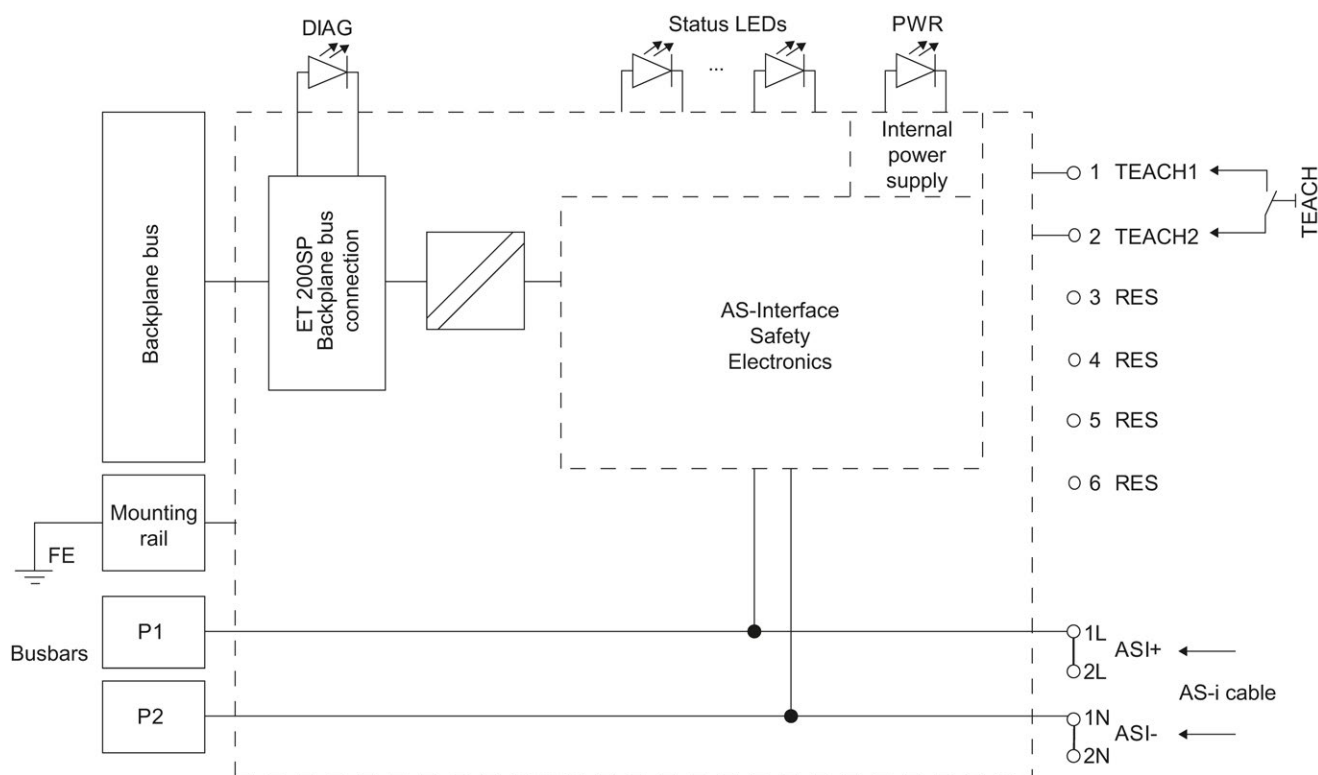 DIAG
Status LEDs
PWR
...
Internal
power
supply
1 TEACH1
TEACH
2 TEACH2
Backplane bus
ET 200SP
Backplane bus
connection
AS-Interface
Safety
Electronics
3 RES
4 RES
5 RES
6 RES
Mounting
rail
FE
P1
Busbars
P2
1L
ASI+
2L
AS-i cable
1N
ASI-
2N